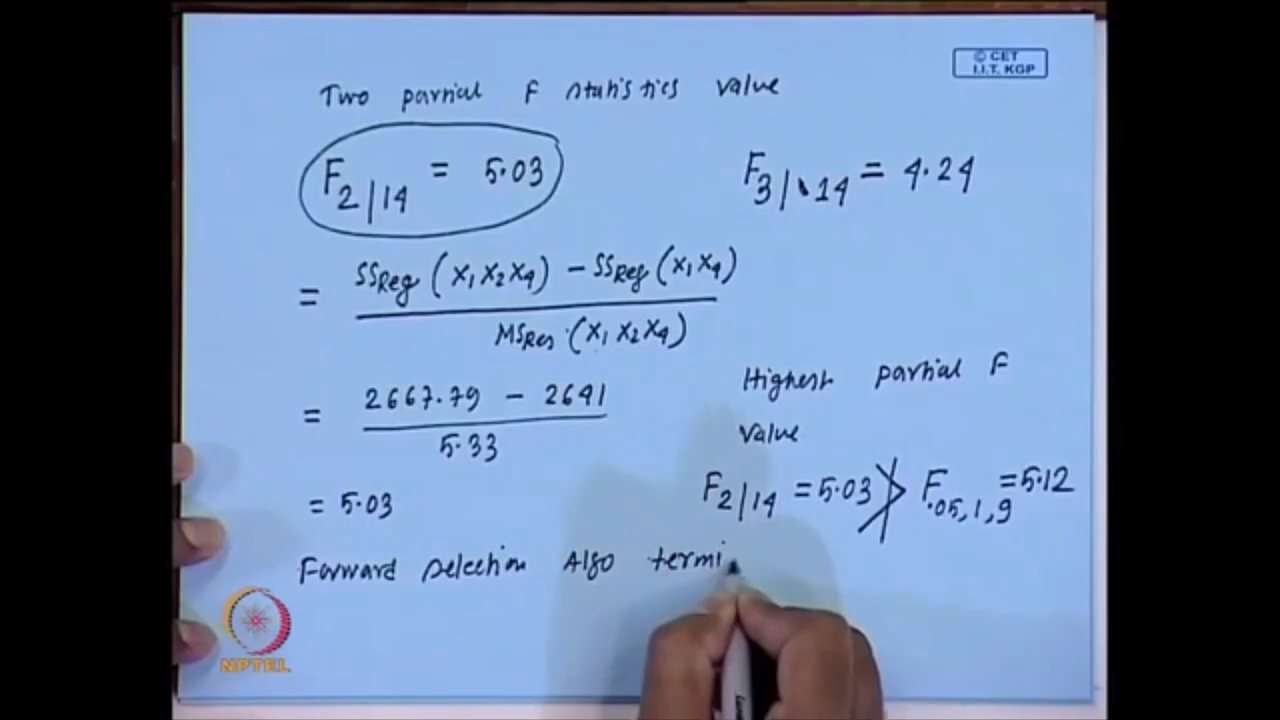 © CET
I.I.T. KGP
Two partial F statistics value
F2/14 = 5.03
F3/14 = 4.24
= SSReg (X1 X2 X4) - SSReg (X1 X4)
MSRes (X1 X2 X4)
= 2667.79 - 2641
5.33
= 5.03
Highest partial F
value
F2/14 = 5.03 > F.05,1,9 = 5.12
Forward selection Algo termi
NPTEL